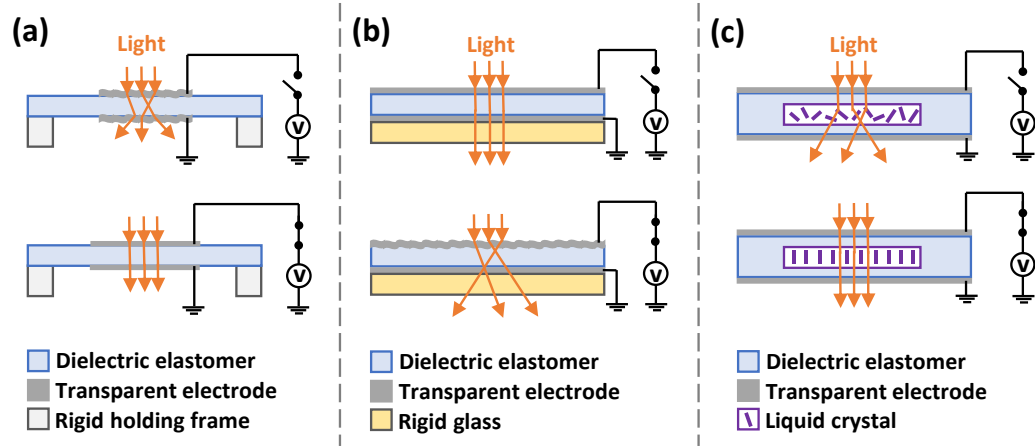 (a)
Light
V
V
Dielectric elastomer
Transparent electrode
Rigid holding frame
(b)
Light
V
V
Dielectric elastomer
Transparent electrode
Rigid glass
(c)
Light
V
V
Dielectric elastomer
Transparent electrode
Liquid crystal